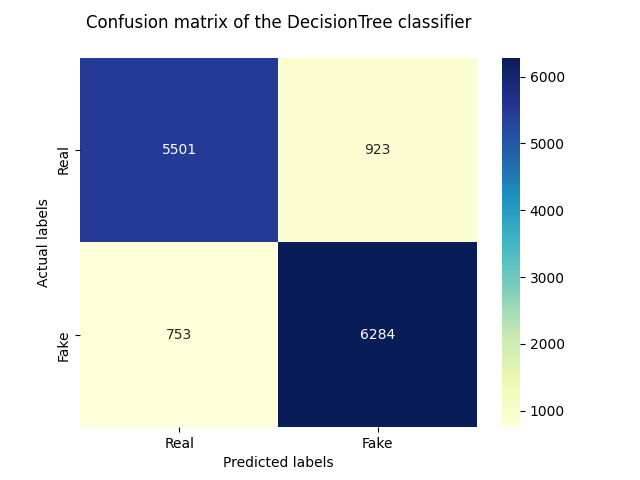 Confusion matrix of the DecisionTree classifier
Real
5501
923
Fake
753
6284
Actual labels
Real
Fake
Predicted labels
6000
5000
4000
3000
2000
1000